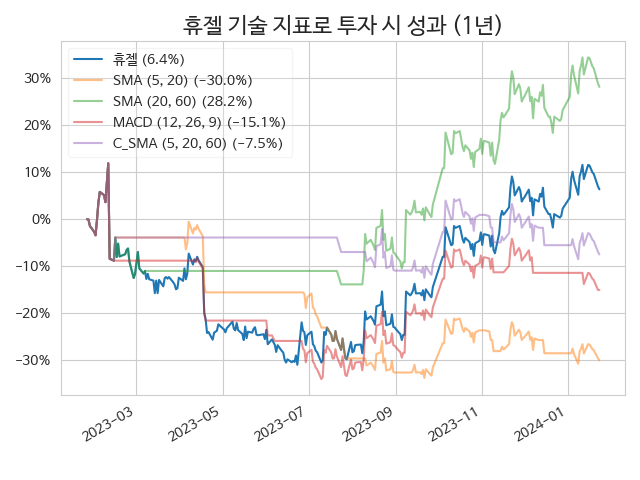 휴젤 기술 지표로 투자 시 성과 (1년)
휴젤 (6.4%)
SMA (5, 20) (−30.0%)
SMA (20, 60) (28.2%)
MACD (12, 26, 9) (−15.1%)
C_SMA (5, 20, 60) (−7.5%)
30%
20%
10%
0%
−10%
−20%
−30%
2023−03
2023−05
2023−07
2023−09
2023−11
2024−01